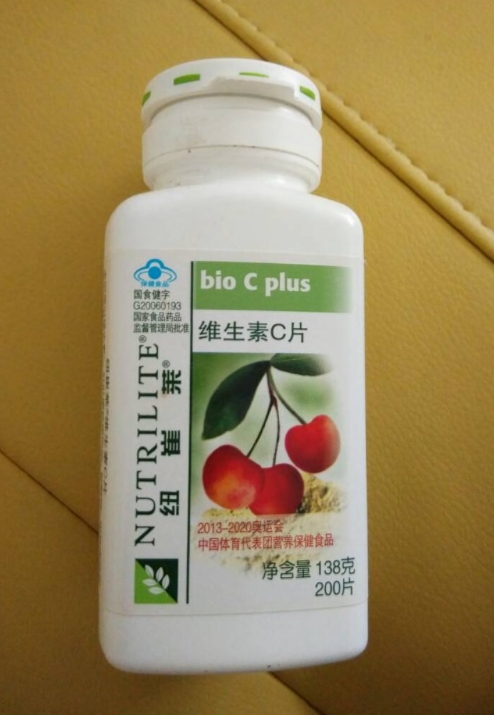 保健食品
国食健字
G20060193
国家食品药品
监督管理局批准
bio C plus
维生素C片
NUTRILITE®
纽崔莱®
2013-2020奥运会
中国体育代表团营养保健食品
净含量 138克
200片